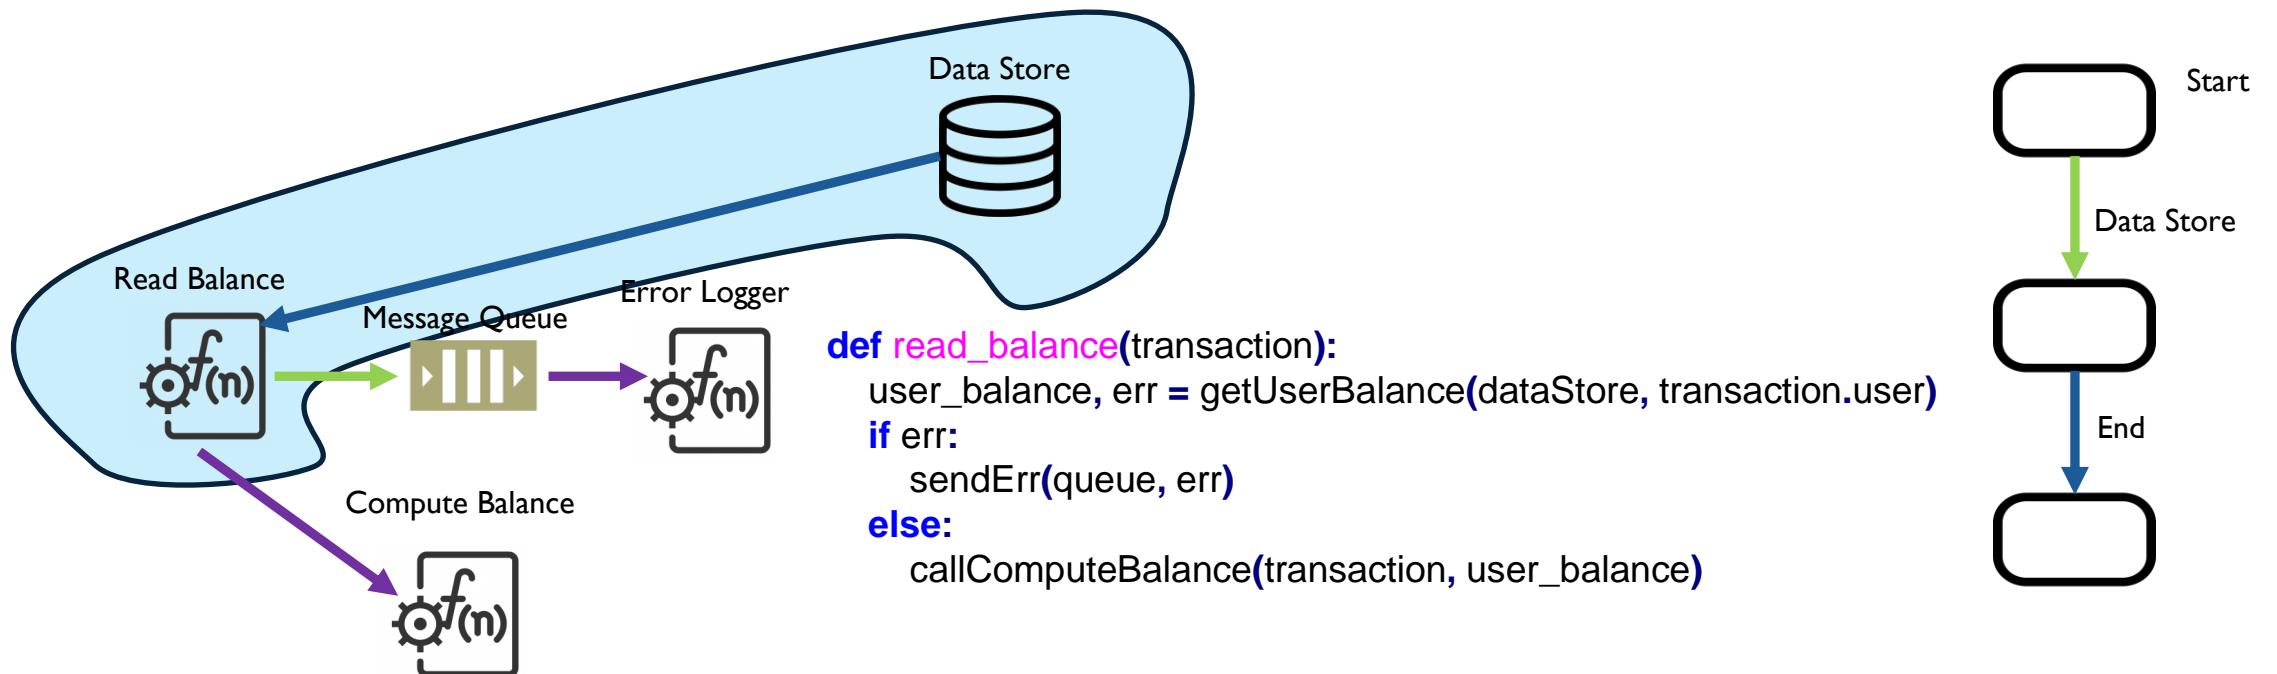 Data Store
Read Balance
Message Queue
Error Logger
Compute Balance
f(n)
f(n)
f(n)
def read_balance(transaction):
user_balance, err = getUserBalance(dataStore, transaction.user)
if err:
sendErr(queue, err)
else:
callComputeBalance(transaction, user_balance)
Start
Data Store
End